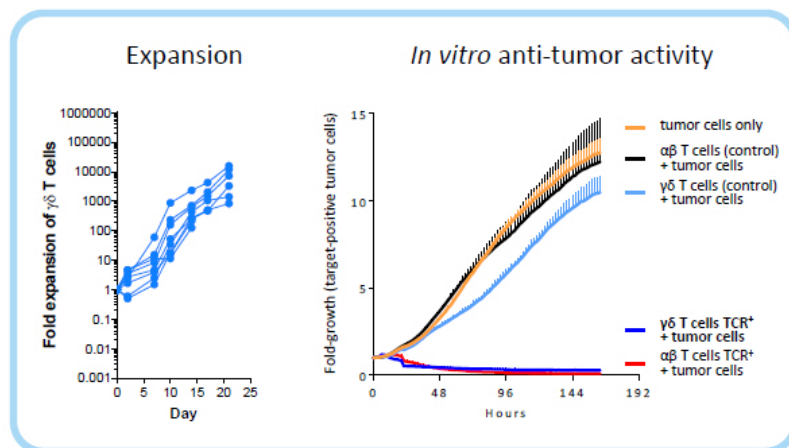 Expansion
Fold expansion of γδ T cells
1000000
100000
10000
1000
100
10
1
0.1
0.01
0.001
0 5 10 15 20 25
Day
In vitro anti-tumor activity
Fold-growth (target-positive tumor cells)
15
10
5
0
0 48 96 144 192
Hours
tumor cells only
αβ T cells (control)
+ tumor cells
γδ T cells (control)
+ tumor cells
γδ T cells TCR⁺
+ tumor cells
αβ T cells TCR⁺
+ tumor cells